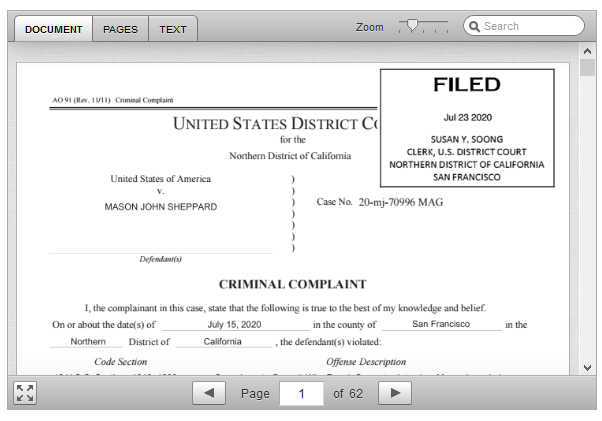 DOCUMENT PAGES TEXT Zoom Search
FILED
Jul 23 2020
SUSAN Y. SOONG
CLERK, U.S. DISTRICT COURT
NORTHERN DISTRICT OF CALIFORNIA
SAN FRANCISCO
AO 91 (Rev. 11/11) Criminal Complaint
UNITED STATES DISTRICT
for the
Northern District of California
United States of America
v.
MASON JOHN SHEPPARD
Case No. 20-mj-70996 MAG
Defendant(s)
CRIMINAL COMPLAINT
I, the complainant in this case, state that the following is true to the best of my knowledge and belief.
On or about the date(s) of July 15, 2020 in the county of San Francisco in the
Northern District of California , the defendant(s) violated:
Code Section Offense Description
Page 1 of 62